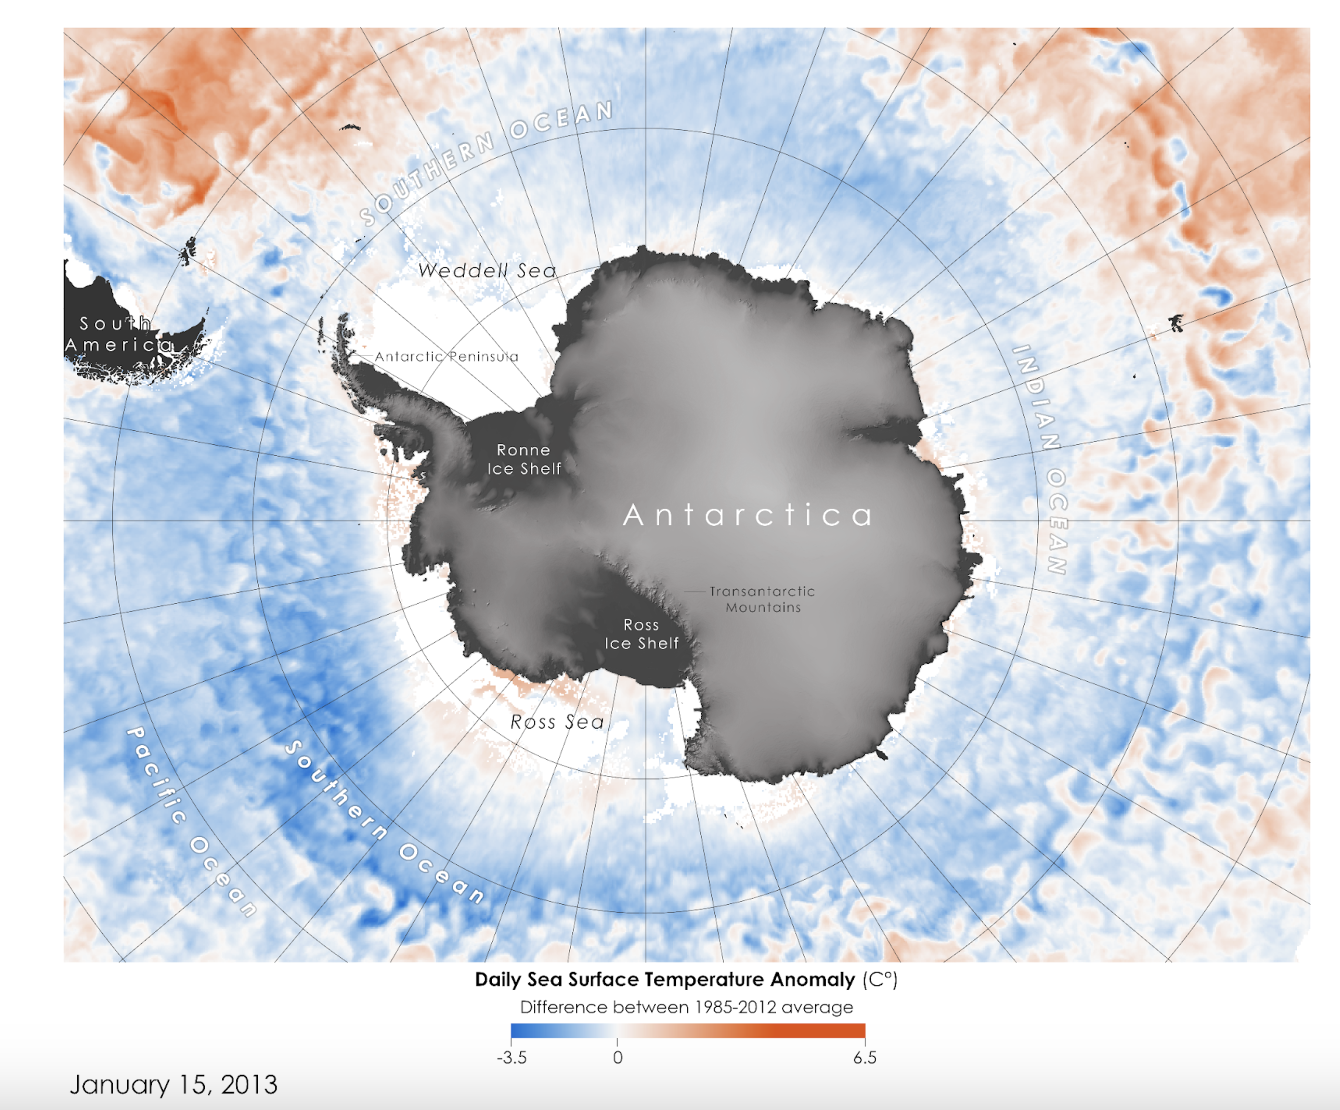 SOUTHERN OCEAN
Weddell Sea
South
America
Antarctic Peninsula
INDIAN OCEAN
Ronne
Ice Shelf
Antarctica
Transantarctic
Mountains
Ross
Ice Shelf
Ross Sea
Pacific Ocean
Southern Ocean
Daily Sea Surface Temperature Anomaly (C°)
Difference between 1985-2012 average
-3.5 0 6.5
January 15, 2013